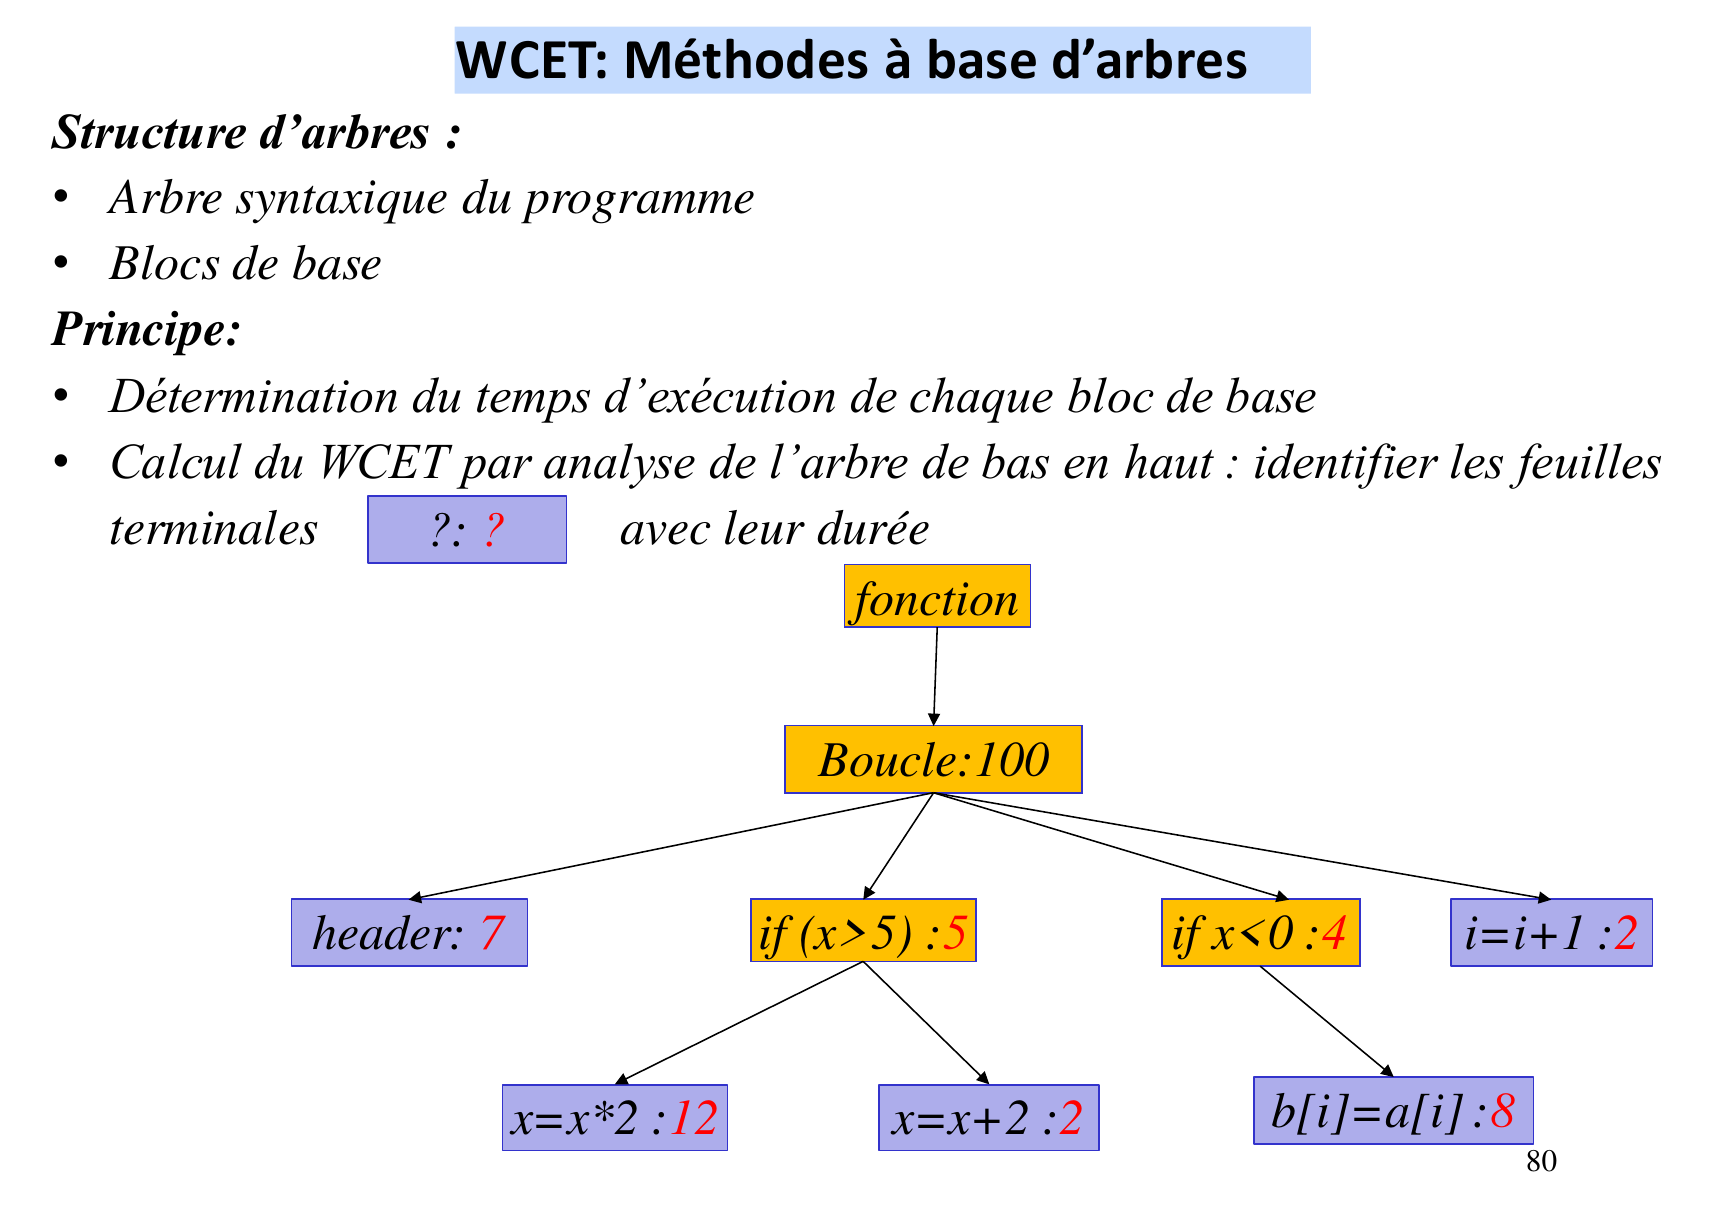 WCET: Méthodes à base d’arbres
Structure d’arbres :
• Arbre syntaxique du programme
• Blocs de base
Principe:
• Détermination du temps d’exécution de chaque bloc de base
• Calcul du WCET par analyse de l’arbre de bas en haut : identifier les feuilles
terminales ?: ? avec leur durée
fonction
Boucle:100
header: 7
if (x>5) :5
if x<0 :4
i=i+1 :2
x=x*2 :12
x=x+2 :2
b[i]=a[i] :8
80